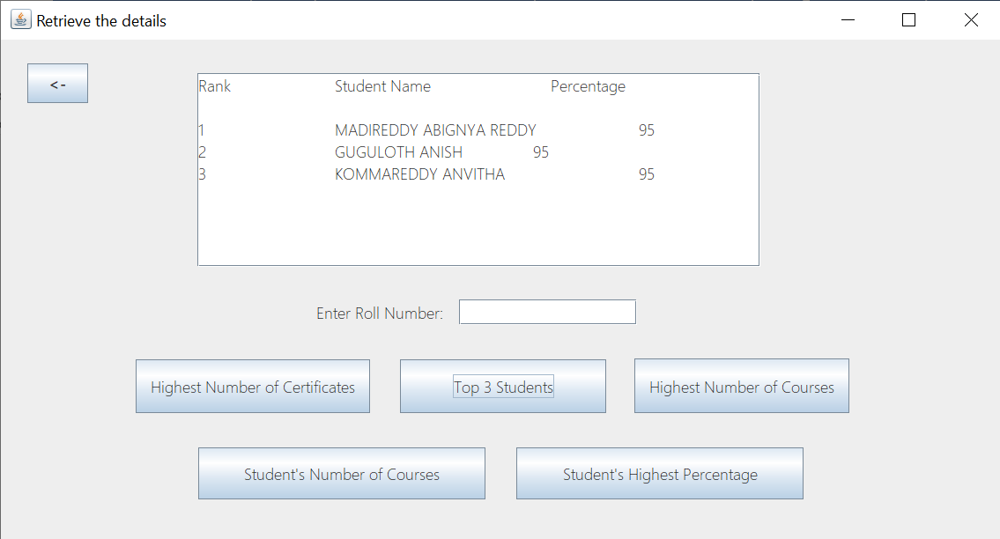 Retrieve the details
<-
Rank Student Name Percentage
1 MADIREDDY ABIGNYA REDDY 95
2 GUGULOTH ANISH 95
3 KOMMAREDDY ANVITHA 95
Enter Roll Number:
Highest Number of Certificates Top 3 Students Highest Number of Courses
Student's Number of Courses Student's Highest Percentage